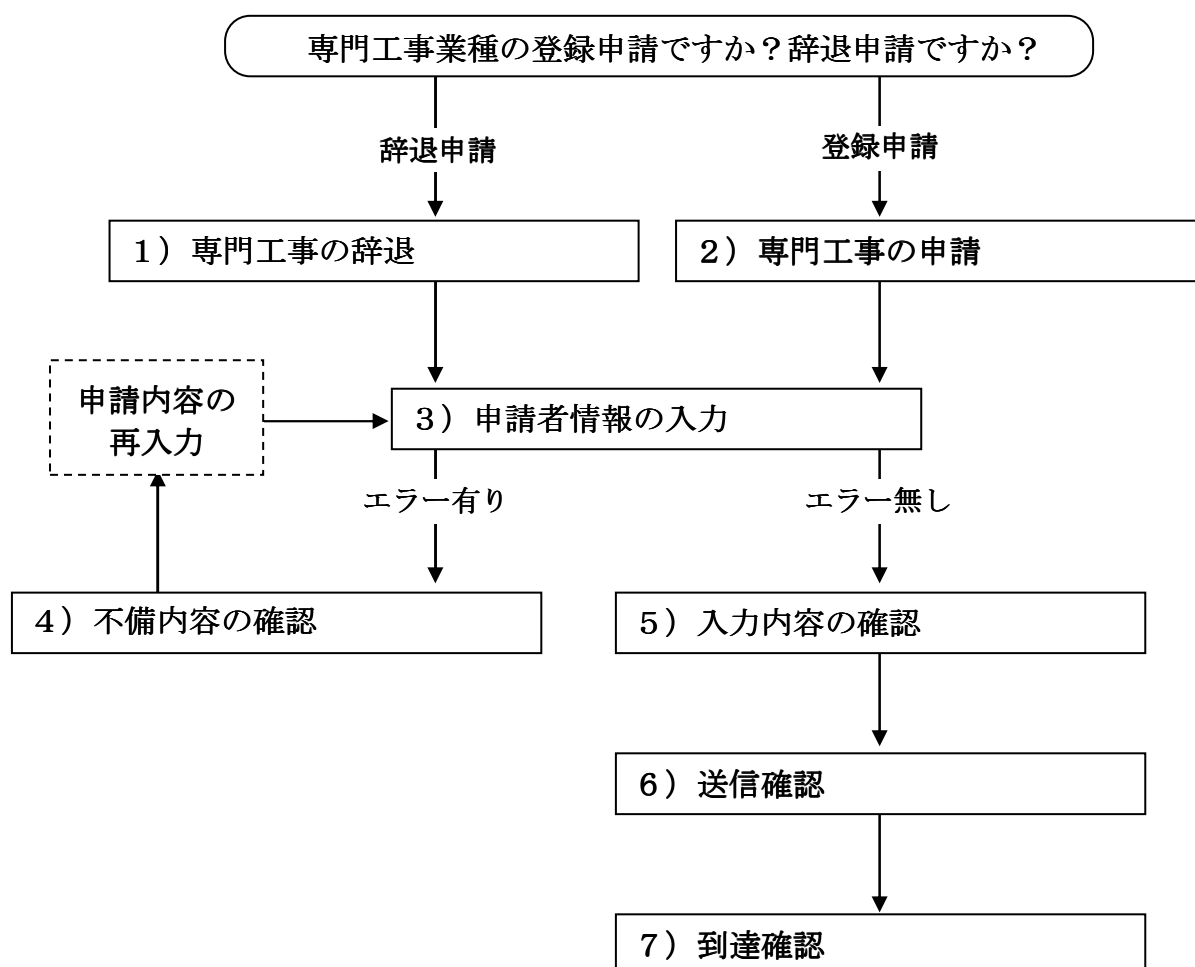 専門工事業種の登録申請ですか？辞退申請ですか？
辞退申請
登録申請
１）専門工事の辞退
２）専門工事の申請
申請内容の
再入力
３）申請者情報の入力
エラー有り
エラー無し
４）不備内容の確認
５）入力内容の確認
６）送信確認
７）到達確認